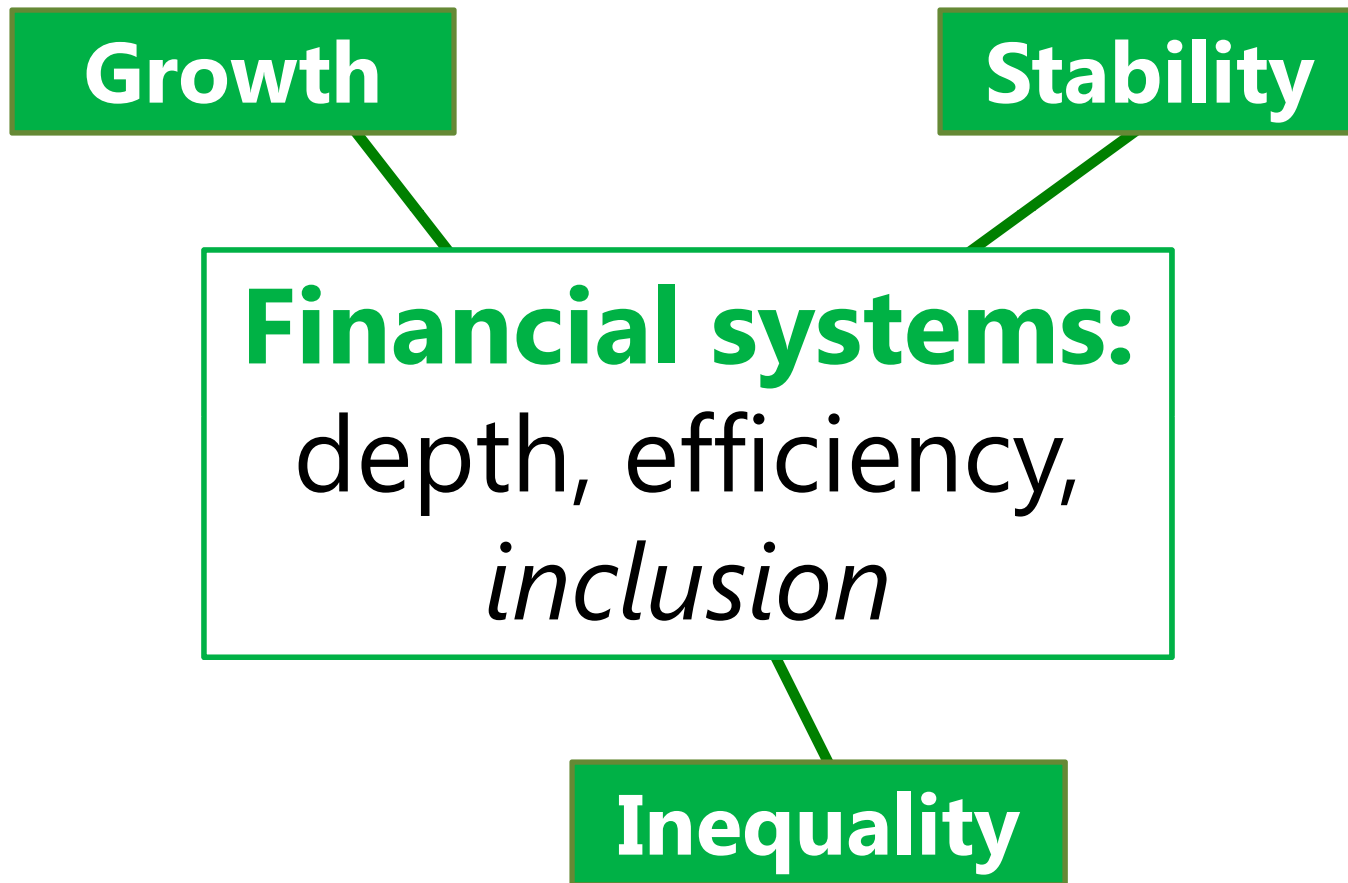 Growth
Stability
Financial systems:
depth, efficiency,
inclusion
Inequality